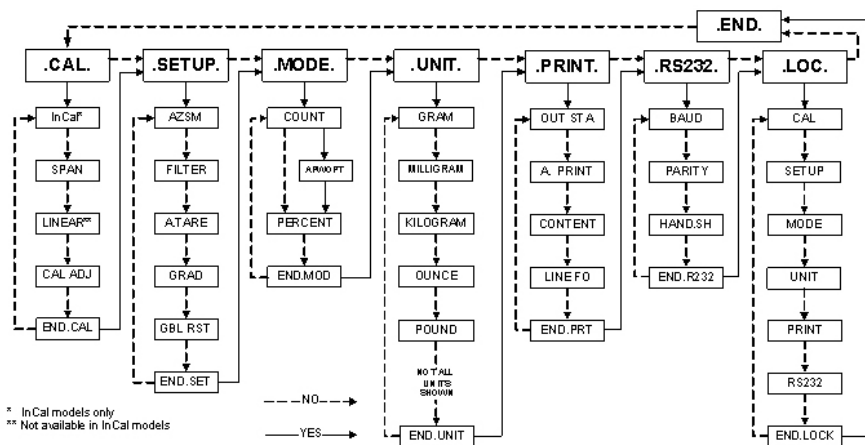 .END.
.CAL.
.SETUP.
.MODE.
.UNIT.
.PRINT.
.RS232.
.LOC.
InCal*
SPAN
LINEAR**
CAL ADJ
END.CAL
AZSM
FILTER
A.TARE
GRAD
GBL RST
END.SET
COUNT
APWOPT
PERCENT
END.MOD
GRAM
MILLIGRAM
KILOGRAM
OUNCE
POUND
NOT ALL
UNITS
SHOWN
END.UNIT
OUT STA
A. PRINT
CONTENT
LINE FO
END.PRT
BAUD
PARITY
HAND.SH
END.R232
CAL
SETUP
MODE
UNIT
PRINT
RS232
END.LOCK
NO
YES
* InCal models only
** Not available in InCal models